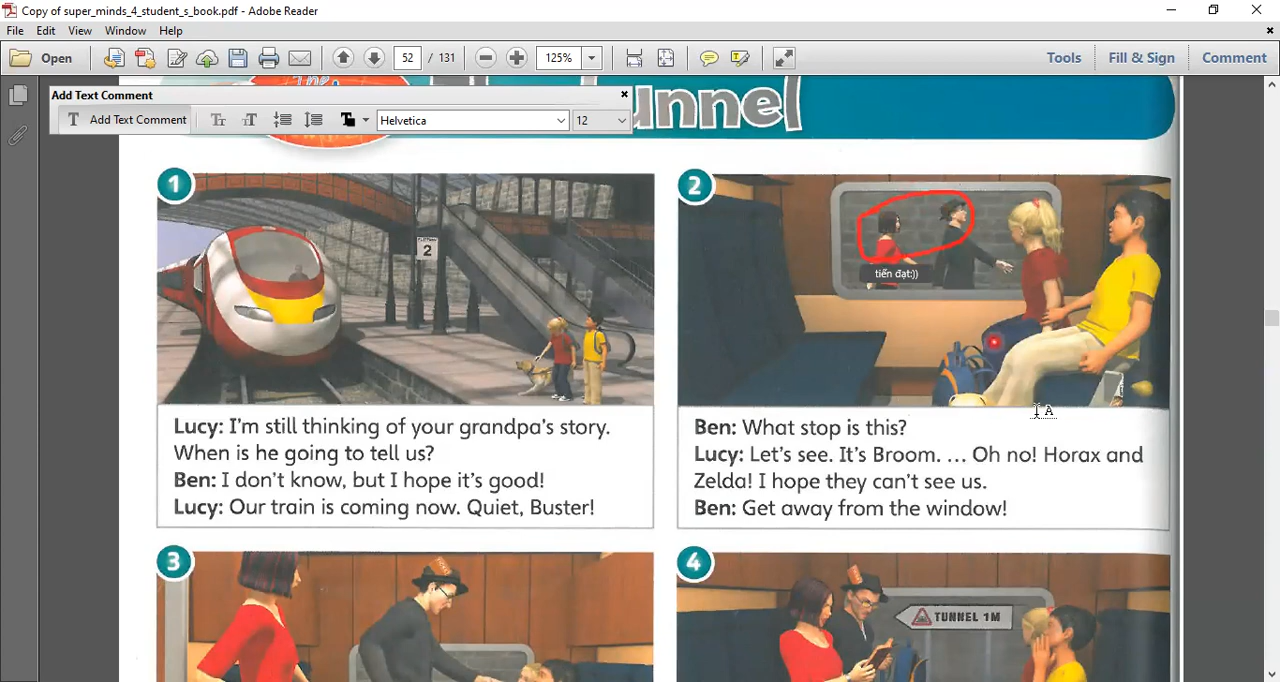 Copy of super_minds_4_student_s_book.pdf - Adobe Reader
File Edit View Window Help
Open 52 / 131 125% Tools Fill & Sign Comment
Add Text Comment
T Add Text Comment Helvetica 12
unnel
1
2
2
tiến đạt:))
Lucy: I'm still thinking of your grandpa's story.
When is he going to tell us?
Ben: I don't know, but I hope it's good!
Lucy: Our train is coming now. Quiet, Buster!
Ben: What stop is this?
Lucy: Let's see. It's Broom. … Oh no! Horax and
Zelda! I hope they can't see us.
Ben: Get away from the window!
3
4
TUNNEL 1M